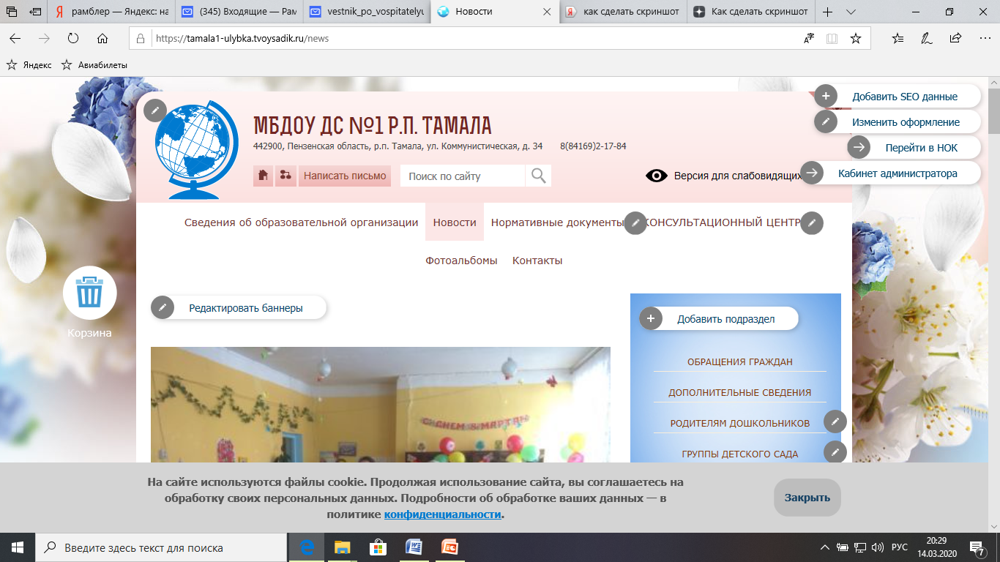 рамблер — Яндекс: на
(345) Входящие — Рам
vestnik_po_vospitatelyu
Новости
как сделать скриншот
Как сделать скриншот
https://tamala1-ulybka.tvoysadik.ru/news
Яндекс
Авиабилеты
Добавить SEO данные
Изменить оформление
Перейти в НОК
Кабинет администратора
МБДОУ ДС №1 Р.П. ТАМАЛА
442900, Пензенская область, р.п. Тамала, ул. Коммунистическая, д. 34 8(84169)2-17-84
Написать письмо
Поиск по сайту
Версия для слабовидящих
Сведения об образовательной организации
Новости
Нормативные документы
КОНСУЛЬТАЦИОННЫЙ ЦЕНТР
Фотоальбомы
Контакты
Корзина
Редактировать баннеры
Добавить подраздел
ОБРАЩЕНИЯ ГРАЖДАН
ДОПОЛНИТЕЛЬНЫЕ СВЕДЕНИЯ
РОДИТЕЛЯМ ДОШКОЛЬНИКОВ
ГРУППЫ ДЕТСКОГО САДА
С ДНЕМ 8 МАРТА
На сайте используются файлы cookie. Продолжая использование сайта, вы соглашаетесь на
обработку своих персональных данных. Подробности об обработке ваших данных — в
политике конфиденциальности.
Закрыть
Введите здесь текст для поиска
РУС
20:29
14.03.2020
7